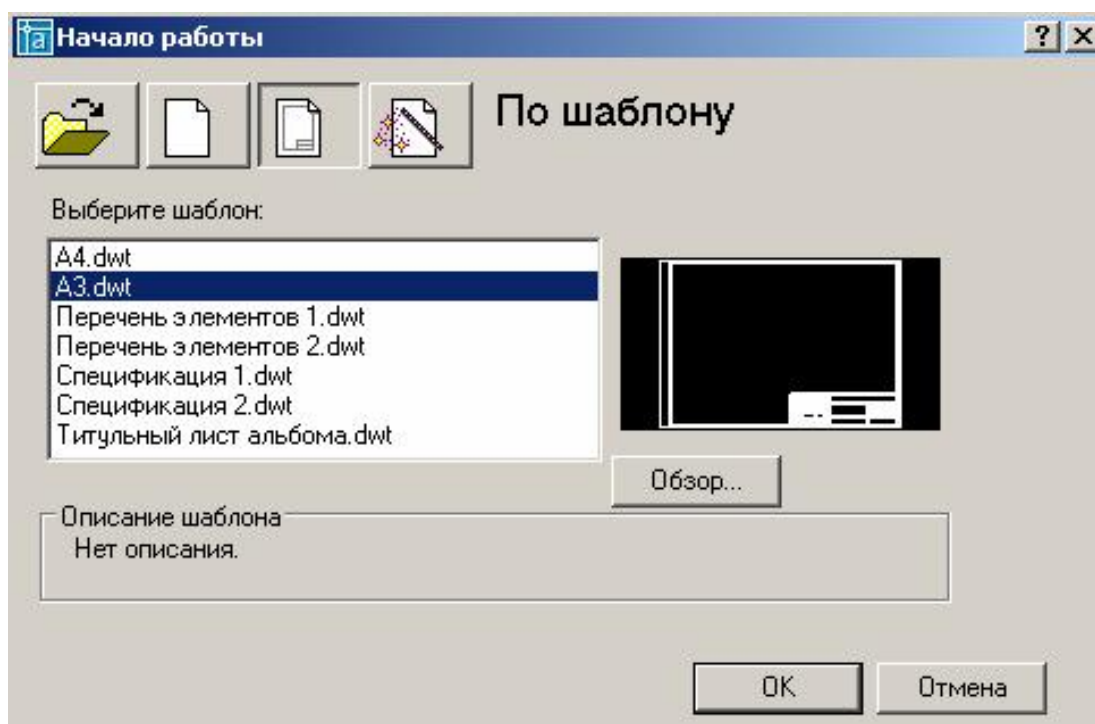 Начало работы
По шаблону
Выберите шаблон:
A4.dwt
A3.dwt
Перечень элементов 1.dwt
Перечень элементов 2.dwt
Спецификация 1.dwt
Спецификация 2.dwt
Титульный лист альбома.dwt
Обзор...
Описание шаблона
Нет описания.
OK
Отмена